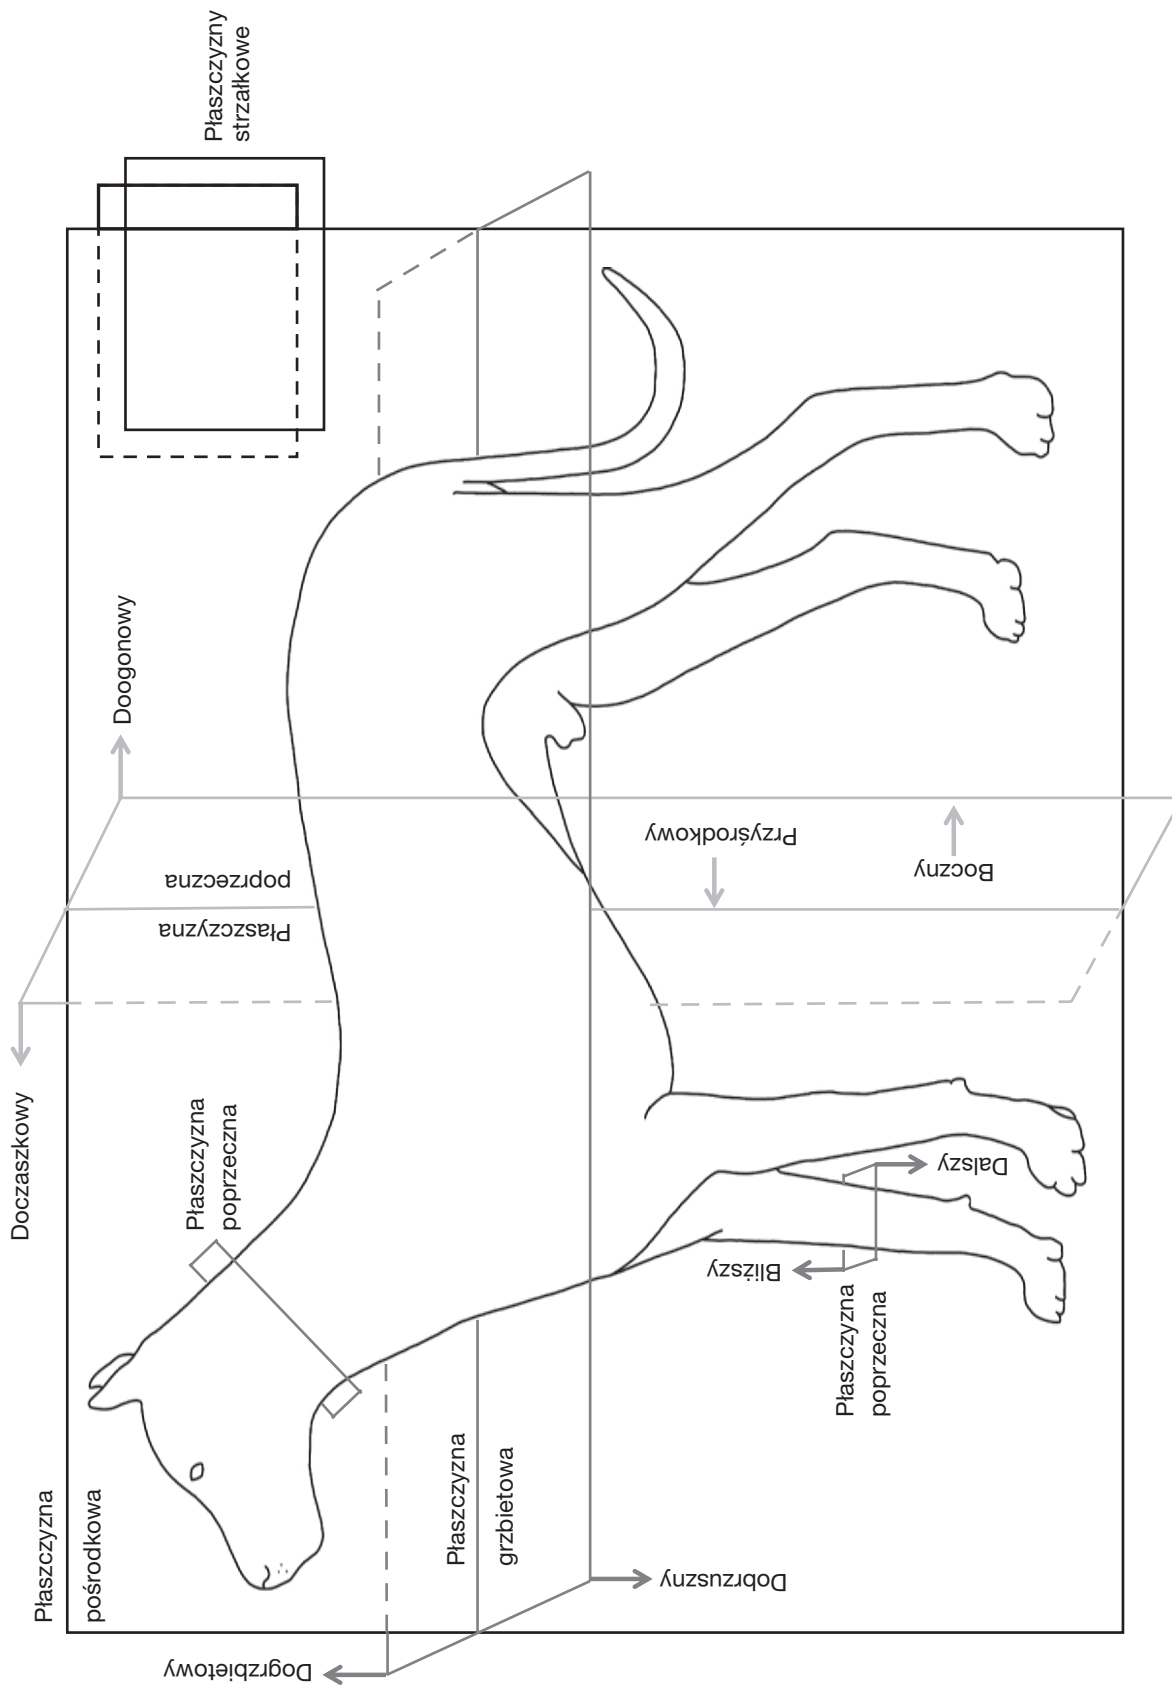 Płaszczyzna
pośrodkowa
Doczaszkowy
Doogonowy
Płaszczyzny
strzałkowe
Płaszczyzna
poprzeczna
Płaszczyzna
poprzeczna
Dogrzbietowy
Płaszczyzna
grzbietowa
Dobrzuszny
Przyśrodkowy
Boczny
Bliższy
Dalszy
Płaszczyzna
poprzeczna